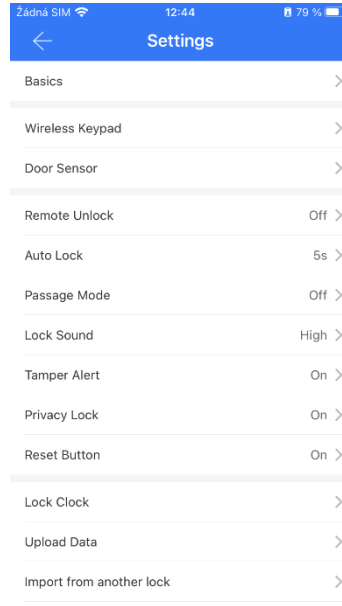 Žádná SIM 12:44 79 %
Settings
Basics
Wireless Keypad
Door Sensor
Remote Unlock Off
Auto Lock 5s
Passage Mode Off
Lock Sound High
Tamper Alert On
Privacy Lock On
Reset Button On
Lock Clock
Upload Data
Import from another lock